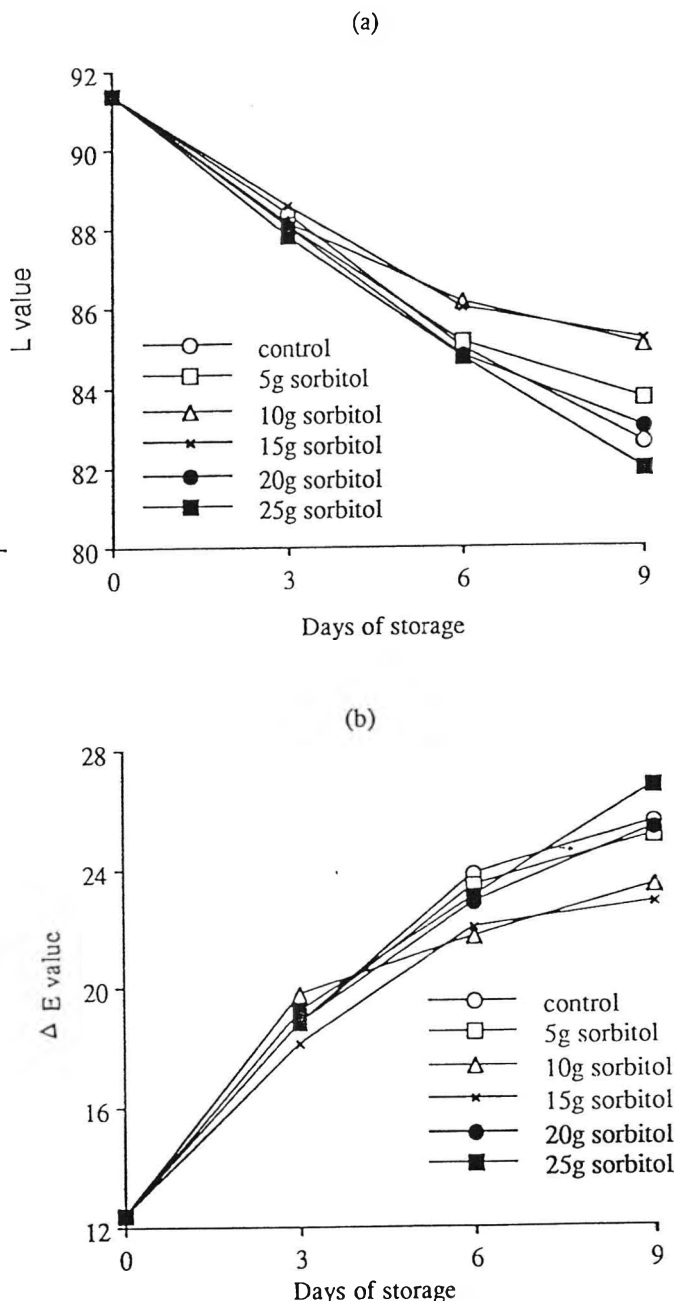 (a)
92
90
88
86
84
82
80
L value
control
5g sorbitol
10g sorbitol
15g sorbitol
20g sorbitol
25g sorbitol
0 3 6 9
Days of storage
(b)
28
24
20
16
12
Δ E value
control
5g sorbitol
10g sorbitol
15g sorbitol
20g sorbitol
25g sorbitol
0 3 6 9
Days of storage